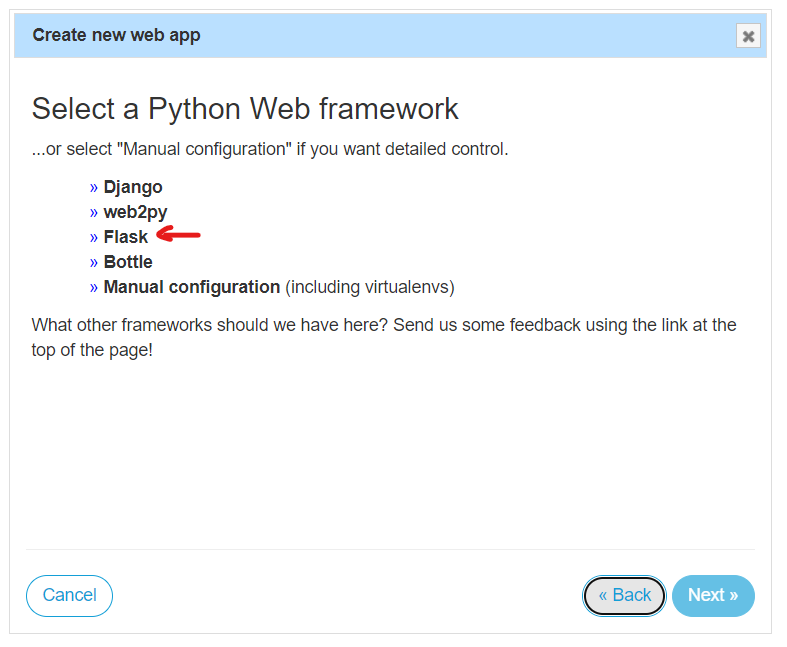 Create new web app
Select a Python Web framework
...or select "Manual configuration" if you want detailed control.
» Django
» web2py
» Flask
» Bottle
» Manual configuration (including virtualenvs)
What other frameworks should we have here? Send us some feedback using the link at the
top of the page!
Cancel
« Back
Next »